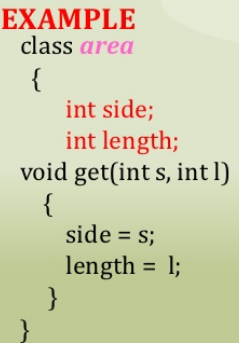 EXAMPLE
class area
{
int side;
int length;
void get(int s, int l)
{
side = s;
length = l;
}
}